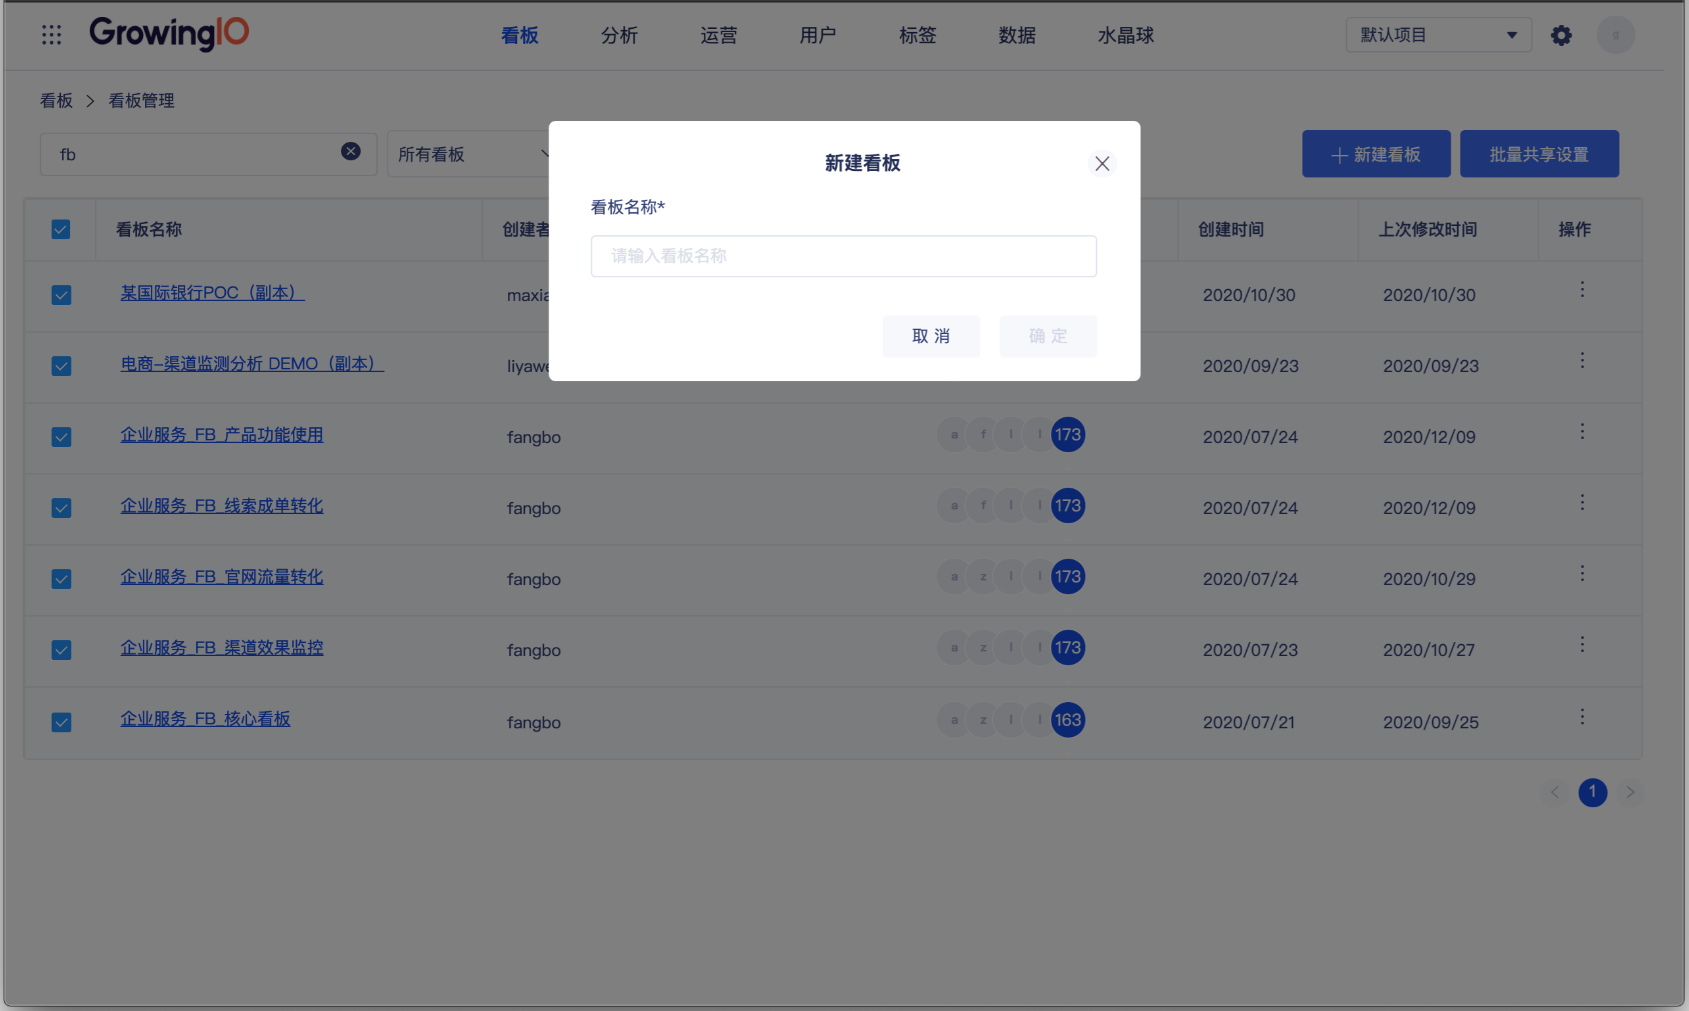 GrowingIO 看板 分析 运营 用户 标签 数据 水晶球 默认项目 g
看板 > 看板管理
fb 所有看板 + 新建看板 批量共享设置
新建看板
看板名称*
请输入看板名称
取 消 确 定
看板名称 创建者 创建时间 上次修改时间 操作
某国际银行POC（副本） maxia 2020/10/30 2020/10/30
电商-渠道监测分析 DEMO（副本） liyawe 2020/09/23 2020/09/23
企业服务_FB_产品功能使用 fangbo a f l l 173 2020/07/24 2020/12/09
企业服务_FB_线索成单转化 fangbo a f l l 173 2020/07/24 2020/12/09
企业服务_FB_官网流量转化 fangbo a z l l 173 2020/07/24 2020/10/29
企业服务_FB_渠道效果监控 fangbo a z l l 173 2020/07/23 2020/10/27
企业服务_FB_核心看板 fangbo a z l l 163 2020/07/21 2020/09/25
< 1 >